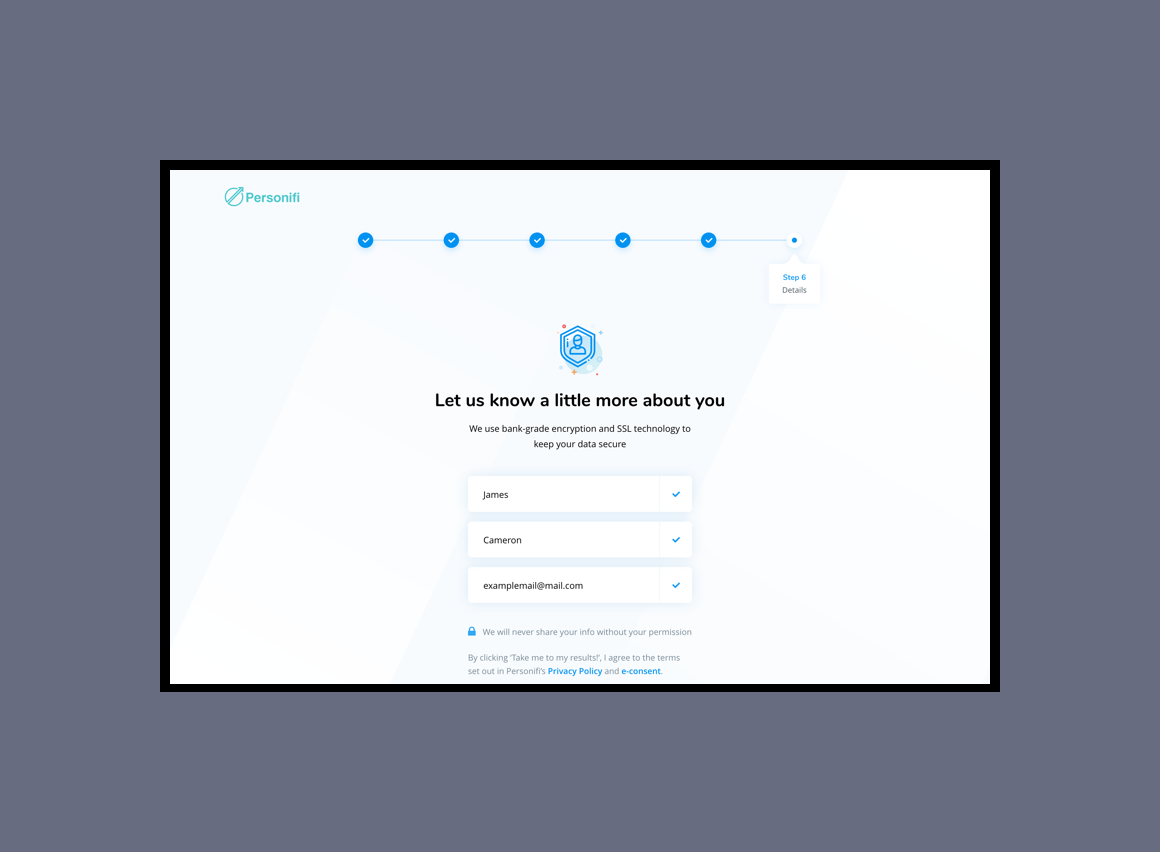 Personifi
Step 6
Details
Let us know a little more about you
We use bank-grade encryption and SSL technology to
keep your data secure
James
Cameron
examplemail@mail.com
We will never share your info without your permission
By clicking 'Take me to my results!', I agree to the terms
set out in Personifi's Privacy Policy and e-consent.